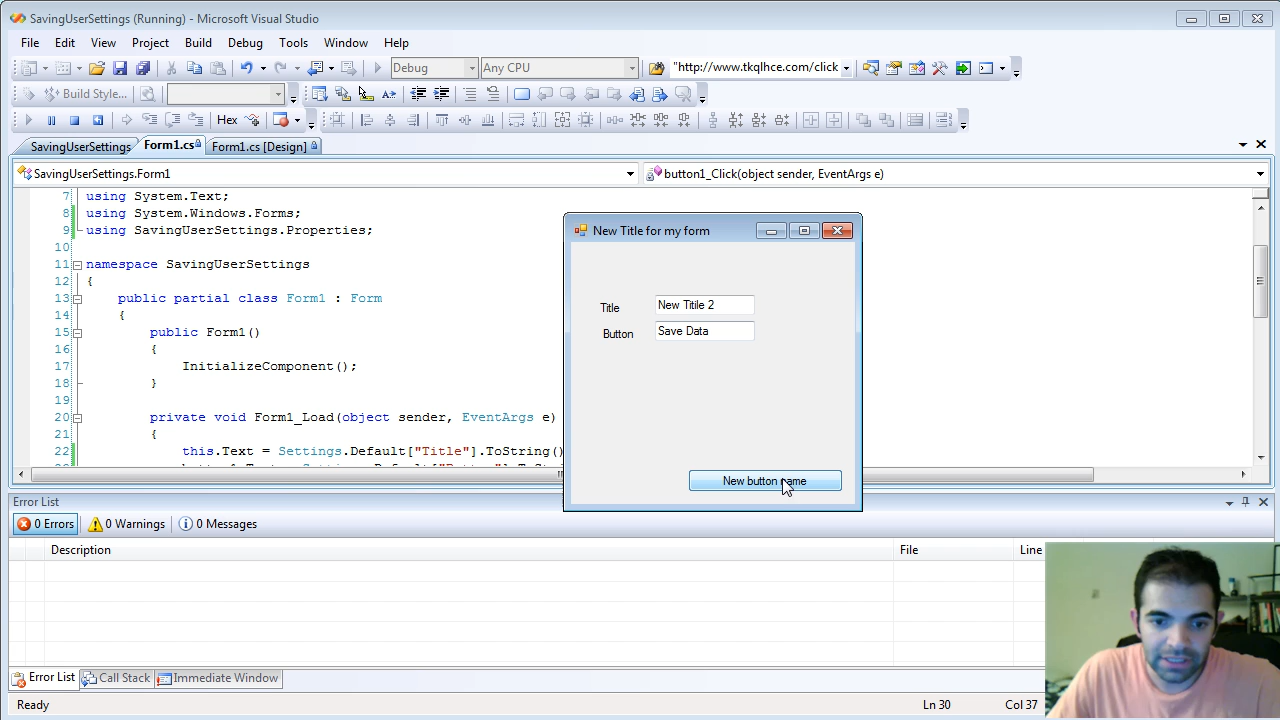 SavingUserSettings (Running) - Microsoft Visual Studio
File Edit View Project Build Debug Tools Window Help
Debug Any CPU "http://www.tkqlhce.com/click
Build Style...
Hex
SavingUserSettings Form1.cs Form1.cs [Design]
SavingUserSettings.Form1 button1_Click(object sender, EventArgs e)
7 using System.Text;
8 using System.Windows.Forms;
9 using SavingUserSettings.Properties;
10
11 namespace SavingUserSettings
12 {
13 public partial class Form1 : Form
14 {
15 public Form1()
16 {
17 InitializeComponent();
18 }
19
20 private void Form1_Load(object sender, EventArgs e)
21 {
22 this.Text = Settings.Default["Title"].ToString()
New Title for my form
Title New Titile 2
Button Save Data
New button name
Error List
0 Errors 0 Warnings 0 Messages
Description File Line
Error List Call Stack Immediate Window
Ready Ln 30 Col 37